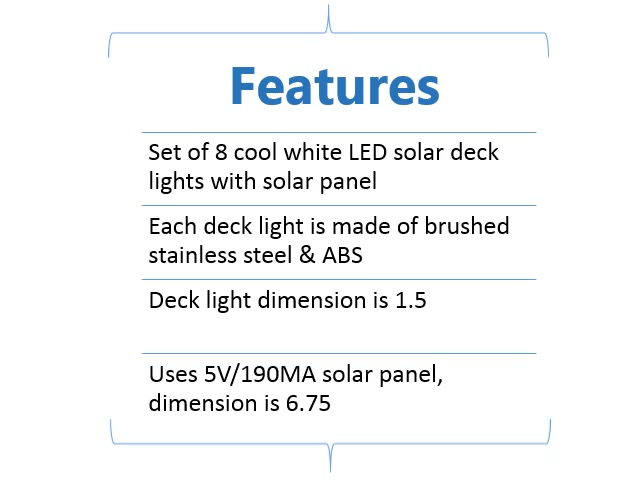 Features
Set of 8 cool white LED solar deck
lights with solar panel
Each deck light is made of brushed
stainless steel & ABS
Deck light dimension is 1.5
Uses 5V/190MA solar panel,
dimension is 6.75